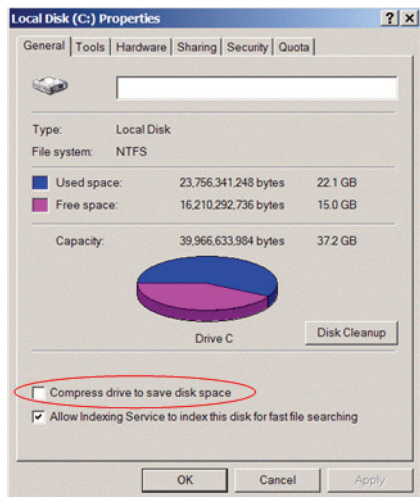 Local Disk (C:) Properties
General Tools Hardware Sharing Security Quota
Type: Local Disk
File system: NTFS
Used space: 23,756,341,248 bytes 22.1 GB
Free space: 16,210,292,736 bytes 15.0 GB
Capacity: 39,966,633,984 bytes 37.2 GB
Drive C
Disk Cleanup
Compress drive to save disk space
Allow Indexing Service to index this disk for fast file searching
OK Cancel Apply